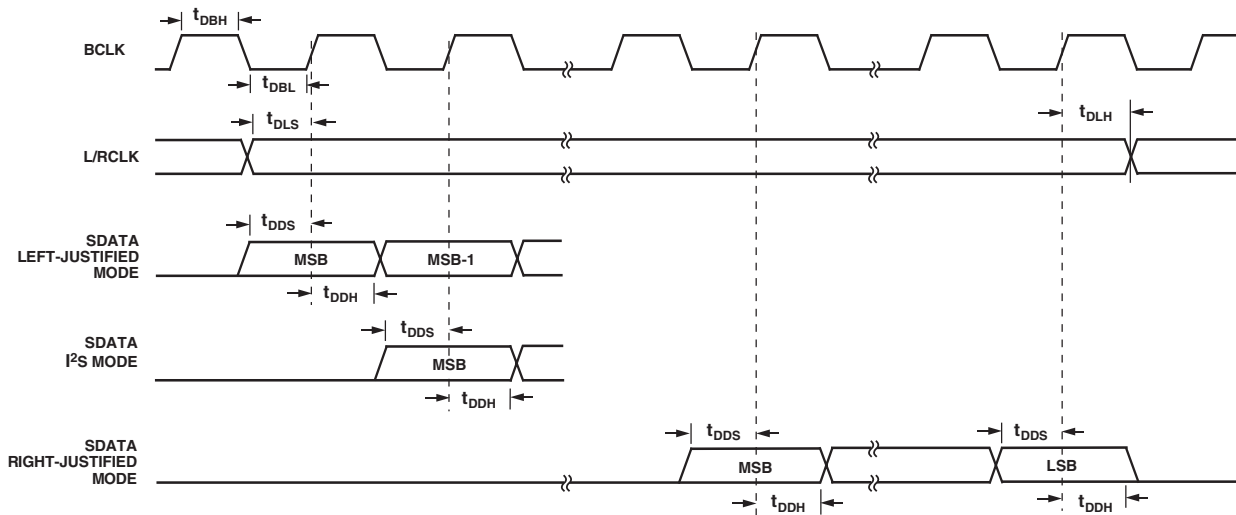 tDBH
BCLK
tDBL
tDLS
tDLH
L/RCLK
tDDS
SDATA
LEFT-JUSTIFIED
MODE
MSB
MSB-1
tDDH
tDDS
SDATA
I²S MODE
MSB
tDDH
tDDS
tDDS
SDATA
RIGHT-JUSTIFIED
MODE
MSB
LSB
tDDH
tDDH